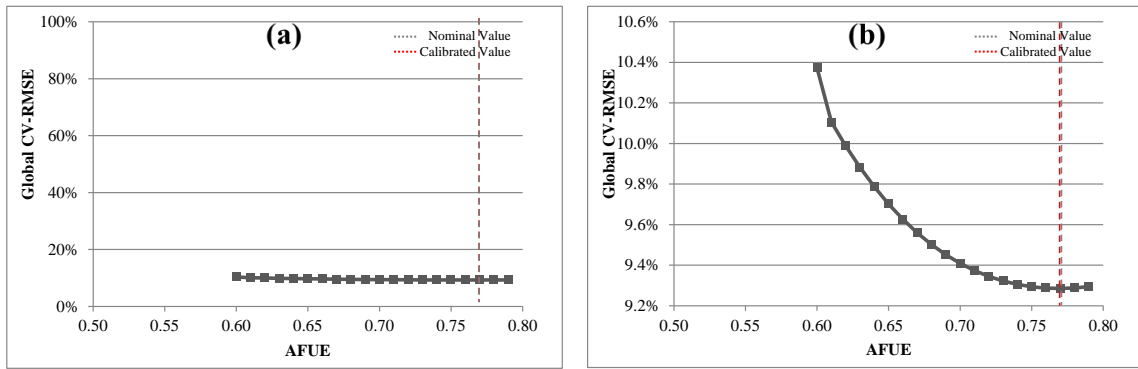 100%
80%
60%
40%
20%
0%
Global CV-RMSE
(a)
Nominal Value
Calibrated Value
0.50 0.55 0.60 0.65 0.70 0.75 0.80
AFUE
10.6%
10.4%
10.2%
10.0%
9.8%
9.6%
9.4%
9.2%
Global CV-RMSE
(b)
Nominal Value
Calibrated Value
0.50 0.55 0.60 0.65 0.70 0.75 0.80
AFUE